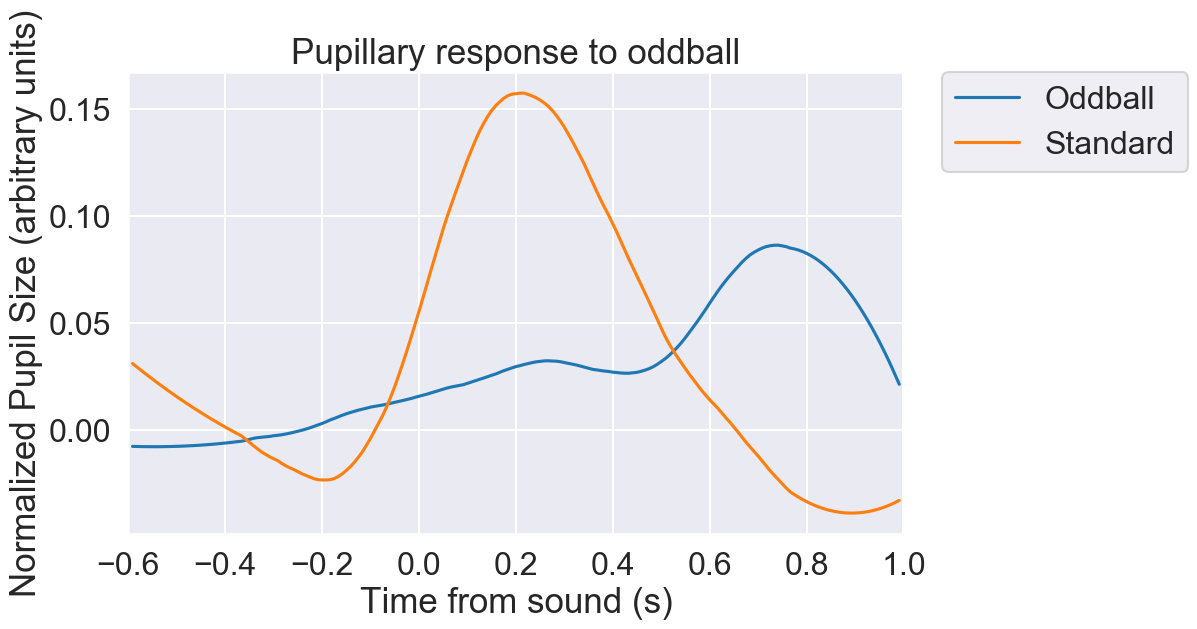 Pupillary response to oddball
Normalized Pupil Size (arbitrary units)
0.15
0.10
0.05
0.00
−0.6 −0.4 −0.2 0.0 0.2 0.4 0.6 0.8 1.0
Time from sound (s)
Oddball
Standard